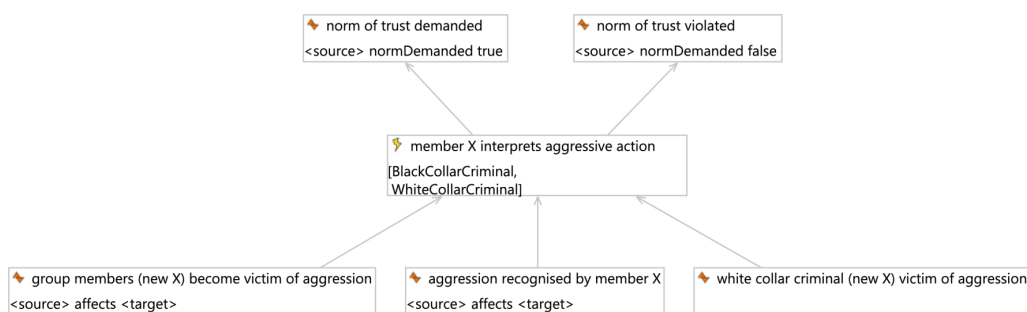 norm of trust demanded
<source> normDemanded true
norm of trust violated
<source> normDemanded false
member X interprets aggressive action
[BlackCollarCriminal,
WhiteCollarCriminal]
group members (new X) become victim of aggression
<source> affects <target>
aggression recognised by member X
<source> affects <target>
white collar criminal (new X) victim of aggression